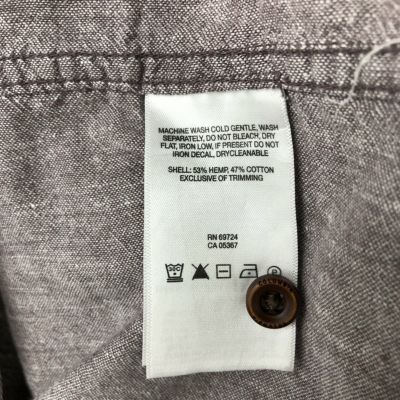 MACHINE WASH COLD GENTLE, WASH
SEPARATELY, DO NOT BLEACH, DRY
FLAT, IRON LOW, IF PRESENT DO NOT
IRON DECAL, DRYCLEANABLE
SHELL: 53% HEMP, 47% COTTON
EXCLUSIVE OF TRIMMING
RN 69724
CA 05367
COLUMBIA